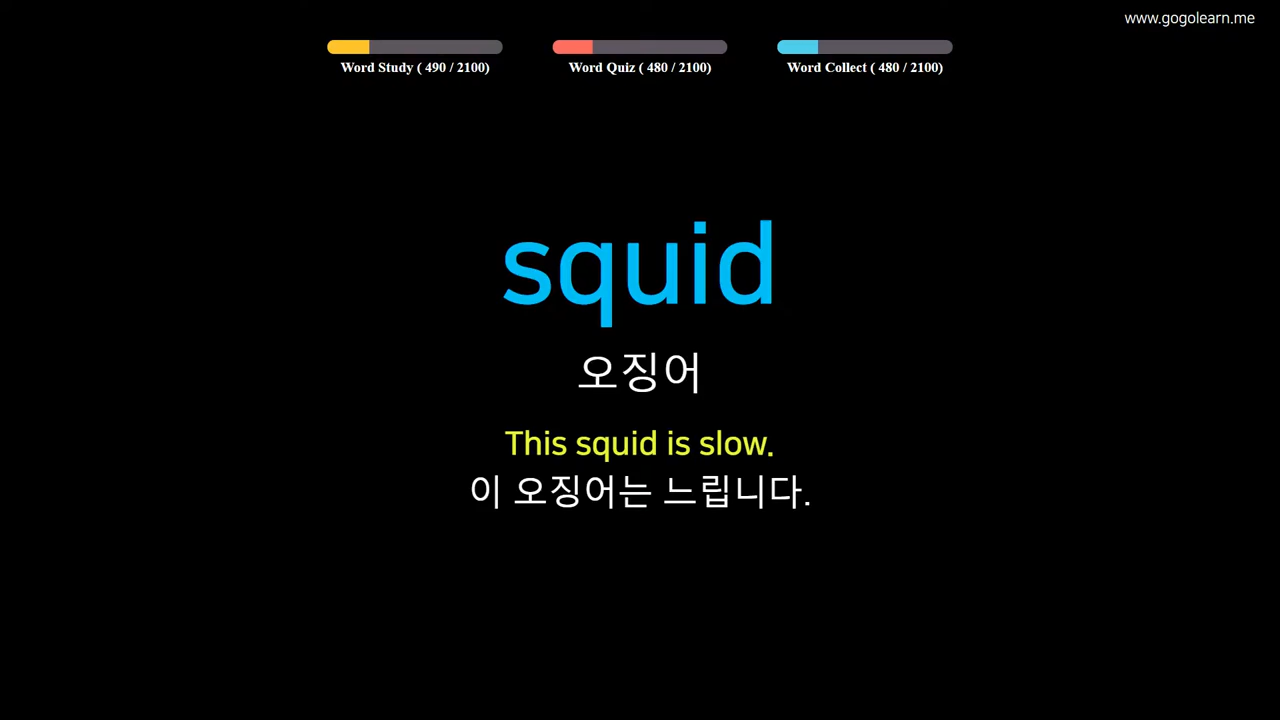 www.gogolearn.me
Word Study ( 490 / 2100)
Word Quiz ( 480 / 2100)
Word Collect ( 480 / 2100)
squid
오징어
This squid is slow.
이 오징어는 느립니다.